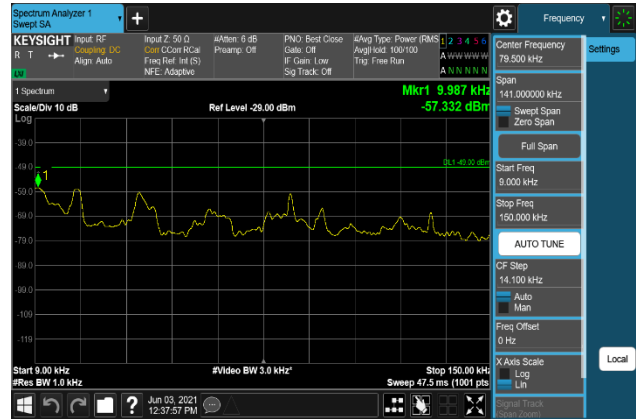 Spectrum Analyzer 1
Swept SA
+
Frequency
KEYSIGHT
R T
LXI
Input: RF
Coupling: DC
Align: Auto
Input Z: 50 Ω
Corr CCorr RCal
Freq Ref: Int (S)
NFE: Adaptive
#Atten: 6 dB
Preamp: Off
PNO: Best Close
Gate: Off
IF Gain: Low
Sig Track: Off
#Avg Type: Power (RMS)
Avg|Hold: 100/100
Trig: Free Run
1 2 3 4 5 6
A WW WW W
A N N N N N
1 Spectrum
Scale/Div 10 dB
Log
Ref Level -29.00 dBm
Mkr1 9.987 kHz
-57.332 dBm
DL1 -49.00 dBm
1
-39.0
-49.0
-59.0
-69.0
-79.0
-89.0
-99.0
-109
-119
Start 9.00 kHz
#Res BW 1.0 kHz
#Video BW 3.0 kHz*
Stop 150.00 kHz
Sweep 47.5 ms (1001 pts)
?
Jun 03, 2021
12:37:57 PM
Center Frequency
79.500 kHz
Span
141.000000 kHz
Swept Span
Zero Span
Full Span
Start Freq
9.000 kHz
Stop Freq
150.000 kHz
AUTO TUNE
CF Step
14.100 kHz
Auto
Man
Freq Offset
0 Hz
X Axis Scale
Log
Lin
Signal Track
(Span Zoom)
Settings
Local